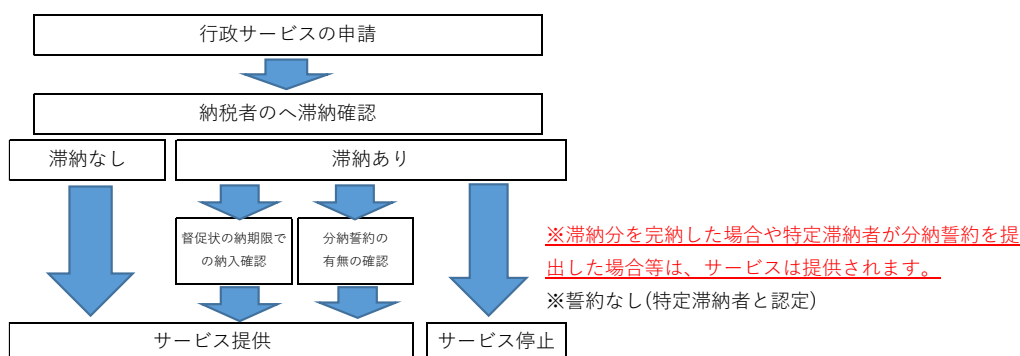 行政サービスの申請
納税者のへ滞納確認
滞納なし
滞納あり
督促状の納期限で
の納入確認
分納誓約の
有無の確認
※滞納分を完納した場合や特定滞納者が分納誓約を提
出した場合等は、サービスは提供されます。
※誓約なし(特定滞納者と認定)
サービス提供
サービス停止